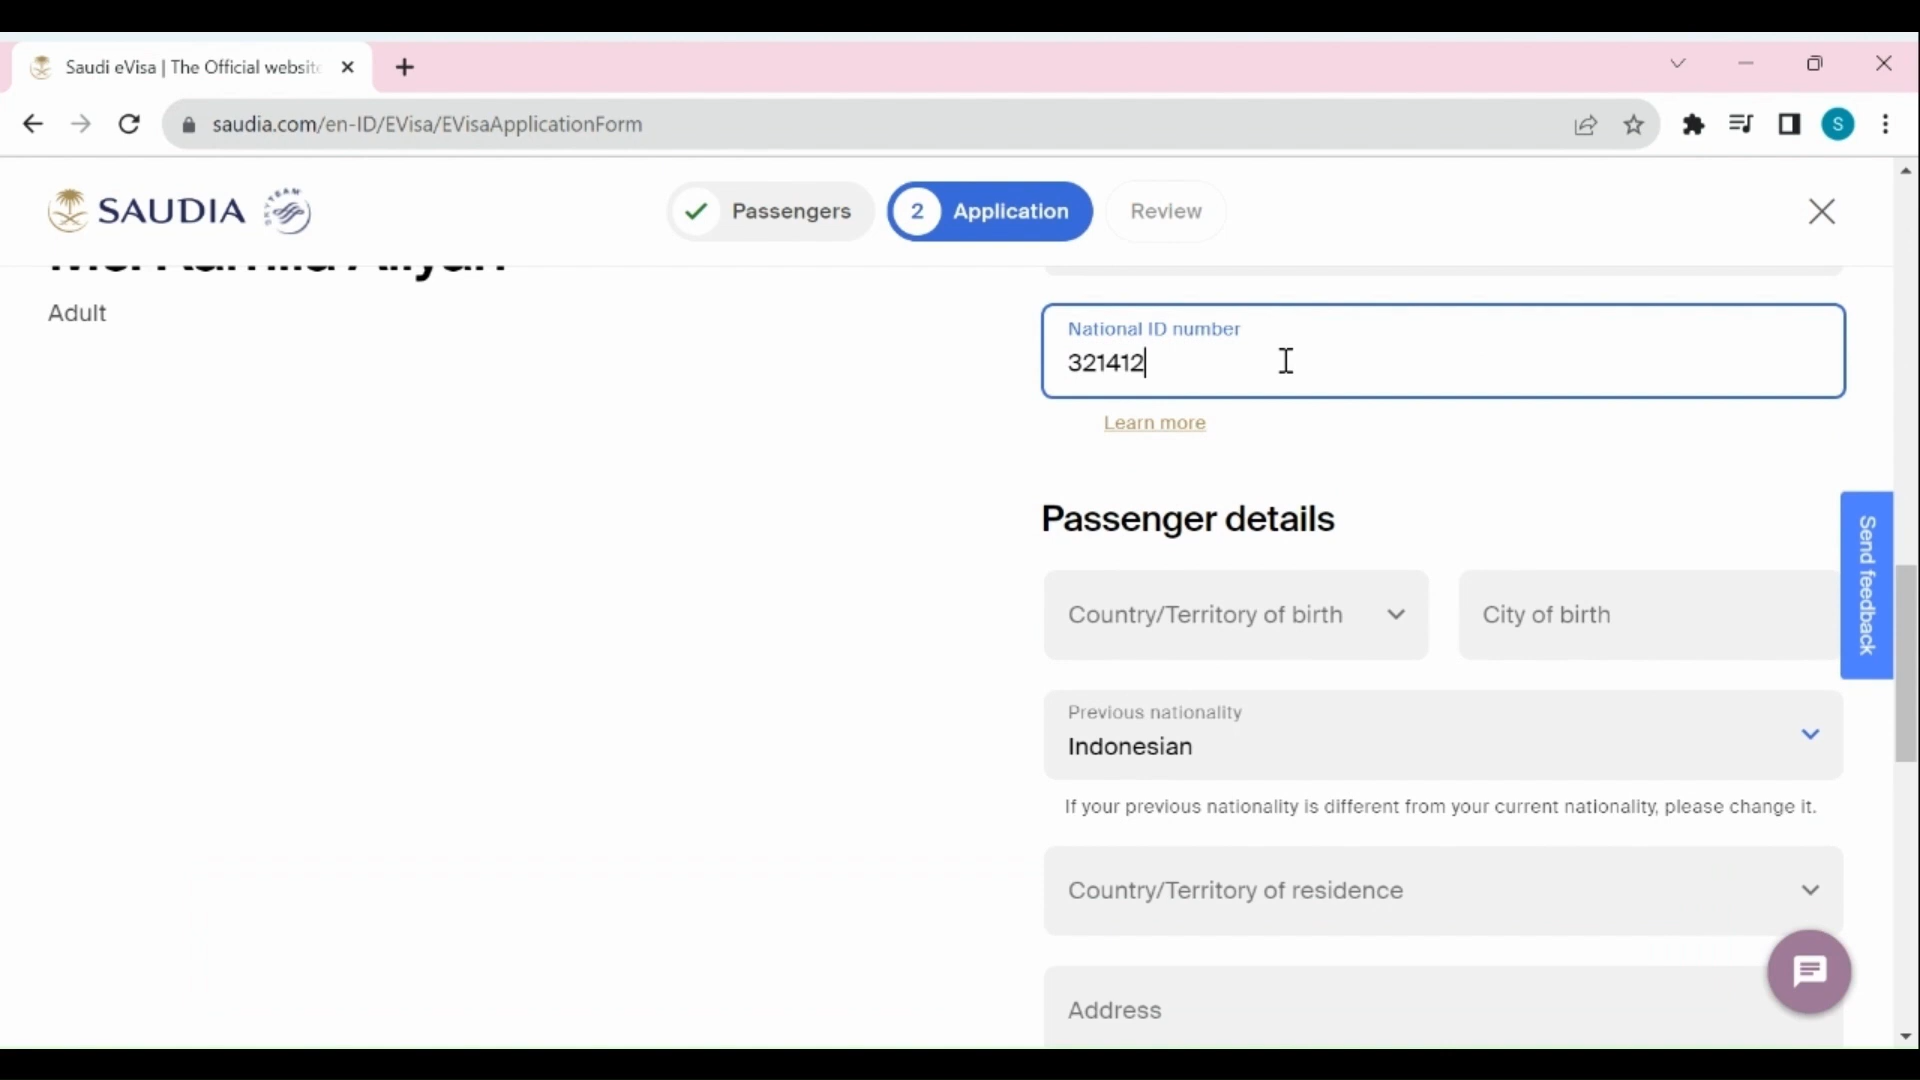 Saudi eVisa | The Official website
saudia.com/en-ID/EVisa/EVisaApplicationForm
S
SAUDIA
Passengers
2 Application
Review
Adult
National ID number
321412
Learn more
Passenger details
Country/Territory of birth
City of birth
Previous nationality
Indonesian
If your previous nationality is different from your current nationality, please change it.
Country/Territory of residence
Address
Send feedback